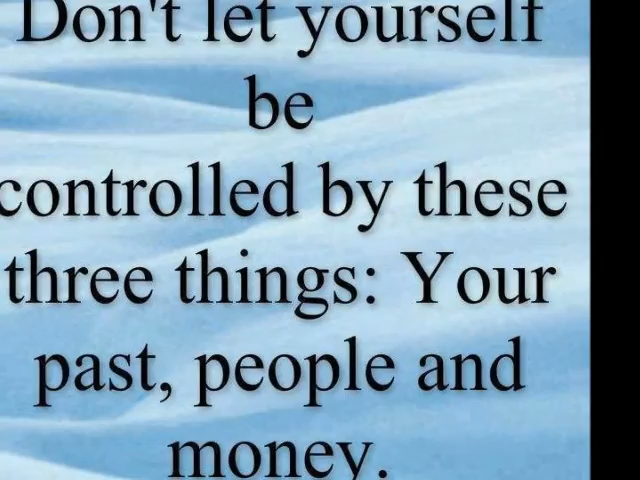 Don't let yourself
be
controlled by these
three things: Your
past, people and
money.